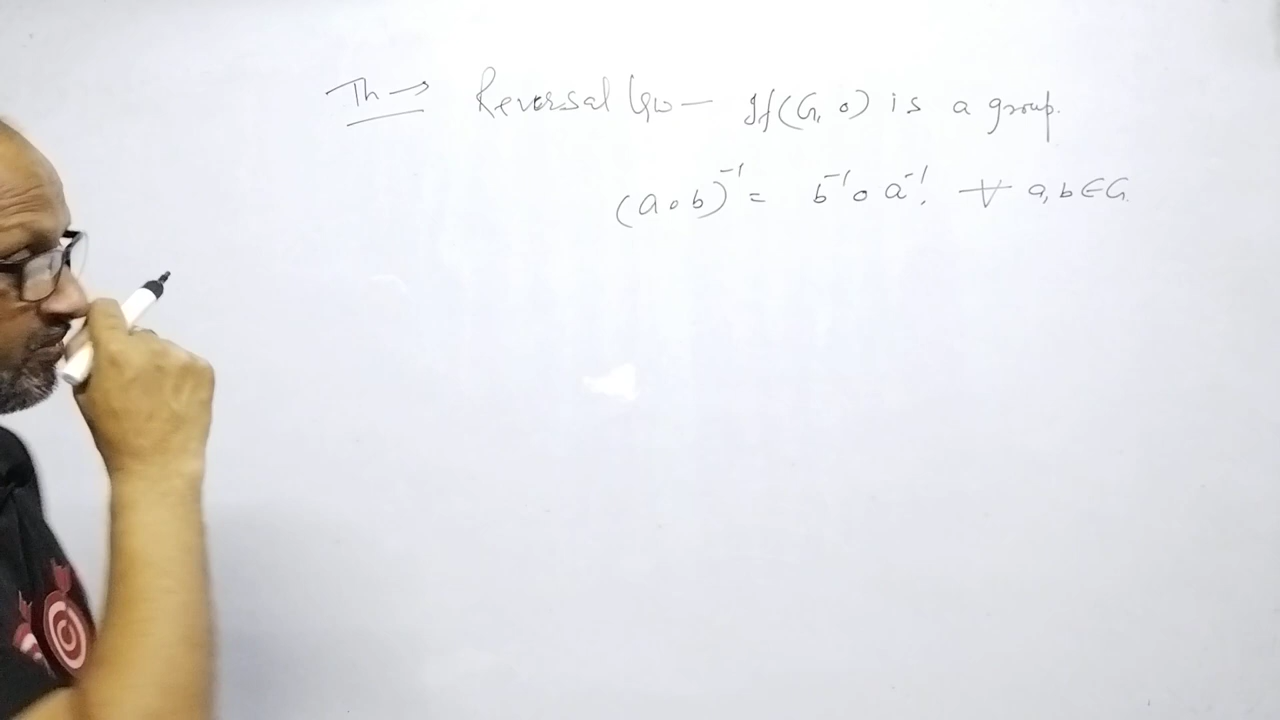 Th → Reversal law — If (G, o) is a group.
(a o b)⁻¹ = b⁻¹ o a⁻¹, ∀ a, b ∈ G.